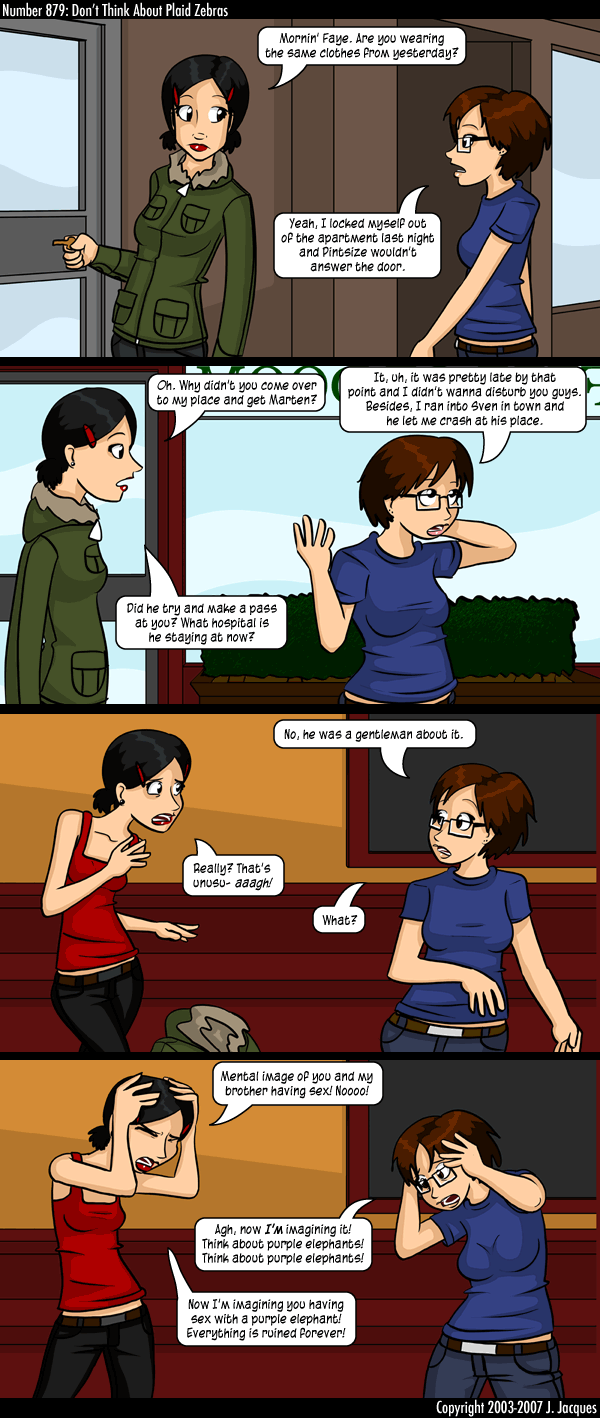 Number 879: Don't Think About Plaid Zebras
Mornin' Faye. Are you wearing
the same clothes from yesterday?
Yeah, I locked myself out
of the apartment last night
and Pintsize wouldn't
answer the door.
Oh. Why didn't you come over
to my place and get Marten?
It, uh, it was pretty late by that
point and I didn't wanna disturb you guys.
Besides, I ran into Sven in town and
he let me crash at his place.
Did he try and make a pass
at you? What hospital is
he staying at now?
No, he was a gentleman about it.
Really? That's
unusu- aaagh!
What?
Mental image of you and my
brother having sex! Noooo!
Agh, now I'm imagining it!
Think about purple elephants!
Think about purple elephants!
Now I'm imagining you having
sex with a purple elephant!
Everything is ruined forever!
Copyright 2003-2007 J. Jacques